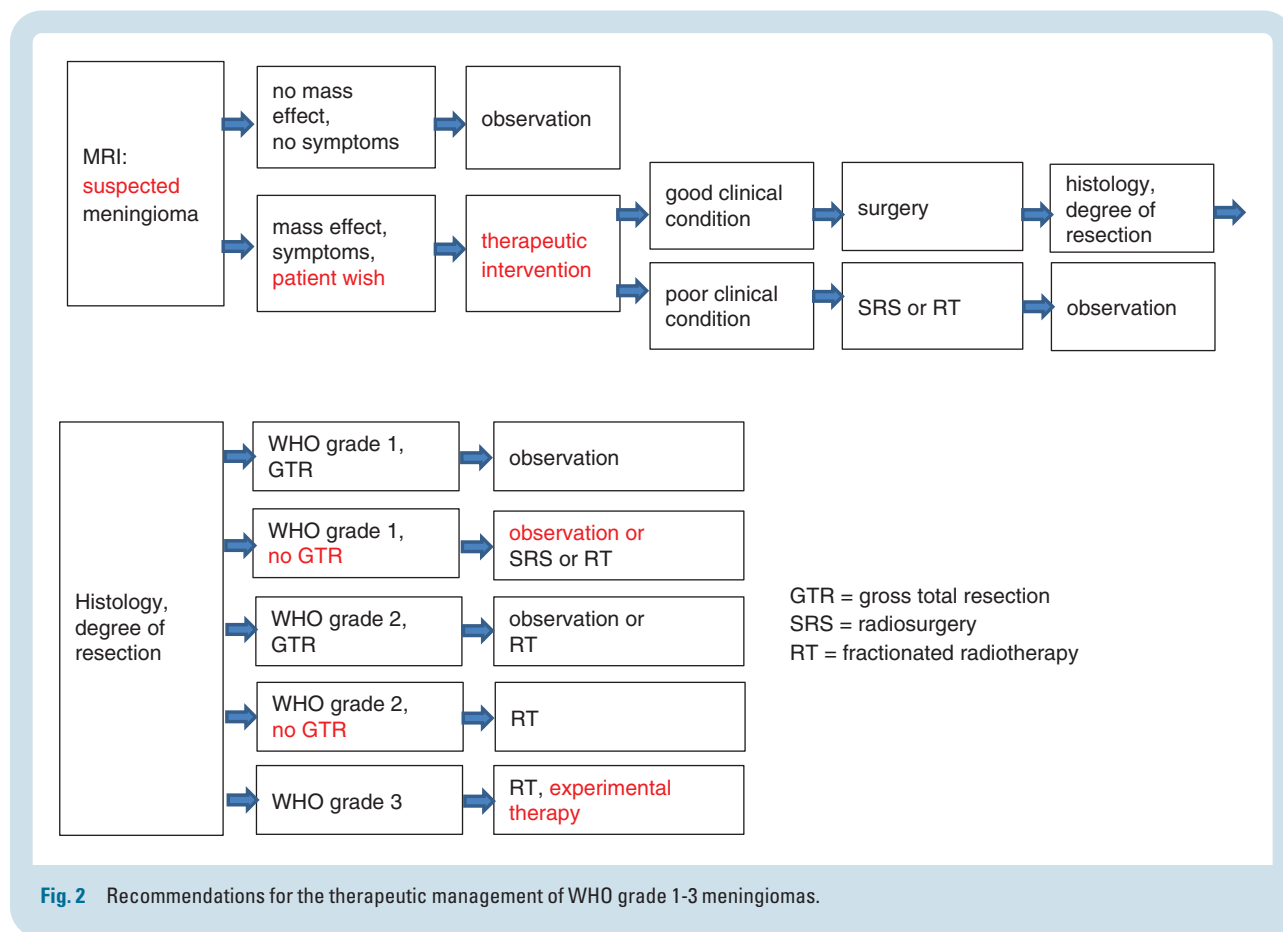 MRI:
suspected
meningioma
no mass
effect,
no symptoms
observation
mass effect,
symptoms,
patient wish
therapeutic
intervention
good clinical
condition
surgery
histology,
degree of
resection
poor clinical
condition
SRS or RT
observation
Histology,
degree of
resection
WHO grade 1,
GTR
observation
WHO grade 1,
no GTR
observation or
SRS or RT
WHO grade 2,
GTR
observation or
RT
WHO grade 2,
no GTR
RT
WHO grade 3
RT, experimental
therapy
GTR = gross total resection
SRS = radiosurgery
RT = fractionated radiotherapy
Fig. 2 Recommendations for the therapeutic management of WHO grade 1-3 meningiomas.